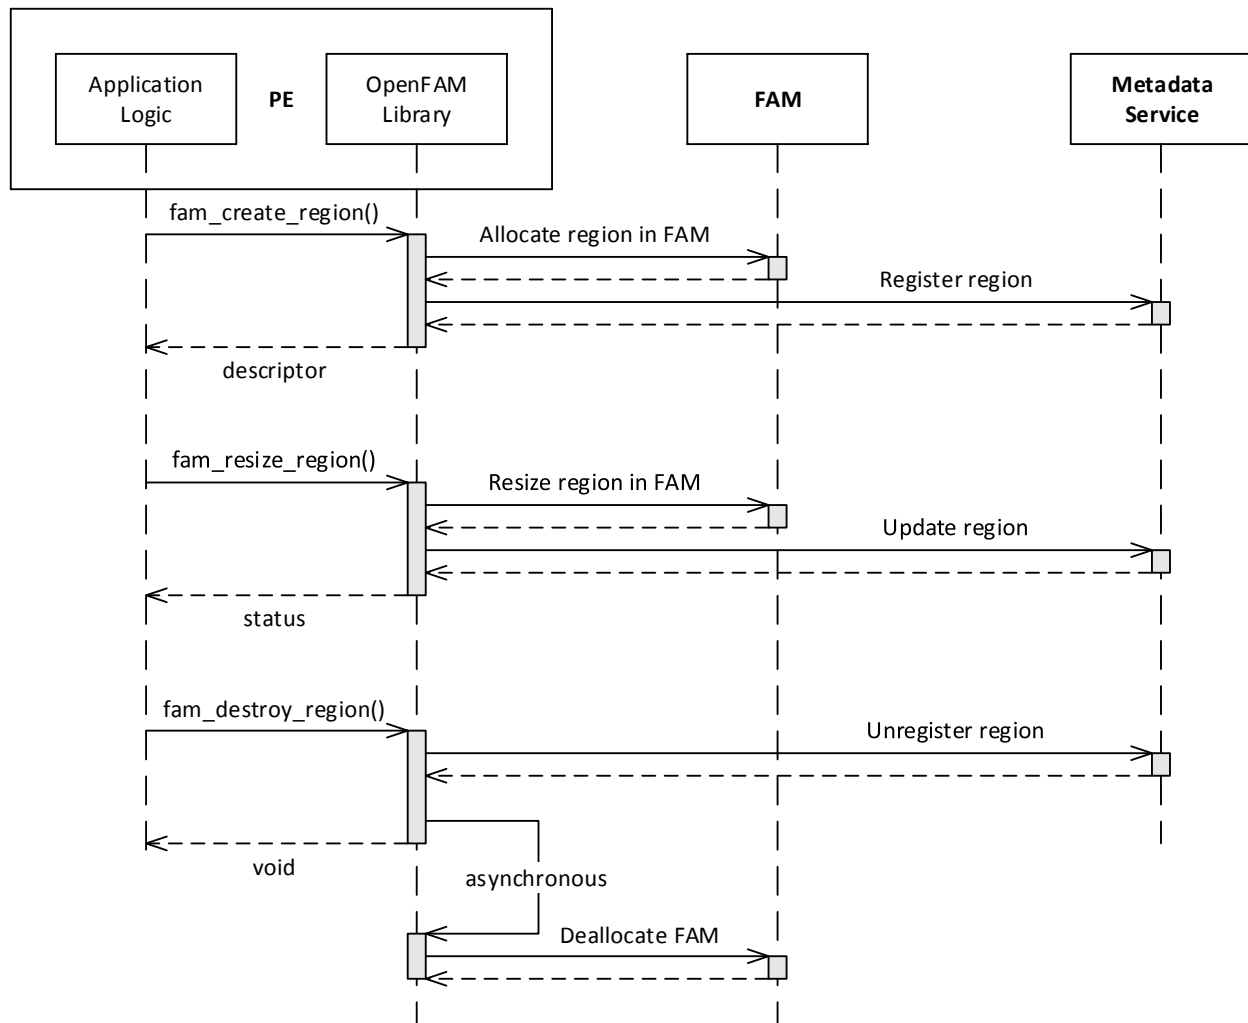 Application
Logic
PE
OpenFAM
Library
FAM
Metadata
Service
fam_create_region()
Allocate region in FAM
Register region
descriptor
fam_resize_region()
Resize region in FAM
Update region
status
fam_destroy_region()
Unregister region
void
asynchronous
Deallocate FAM